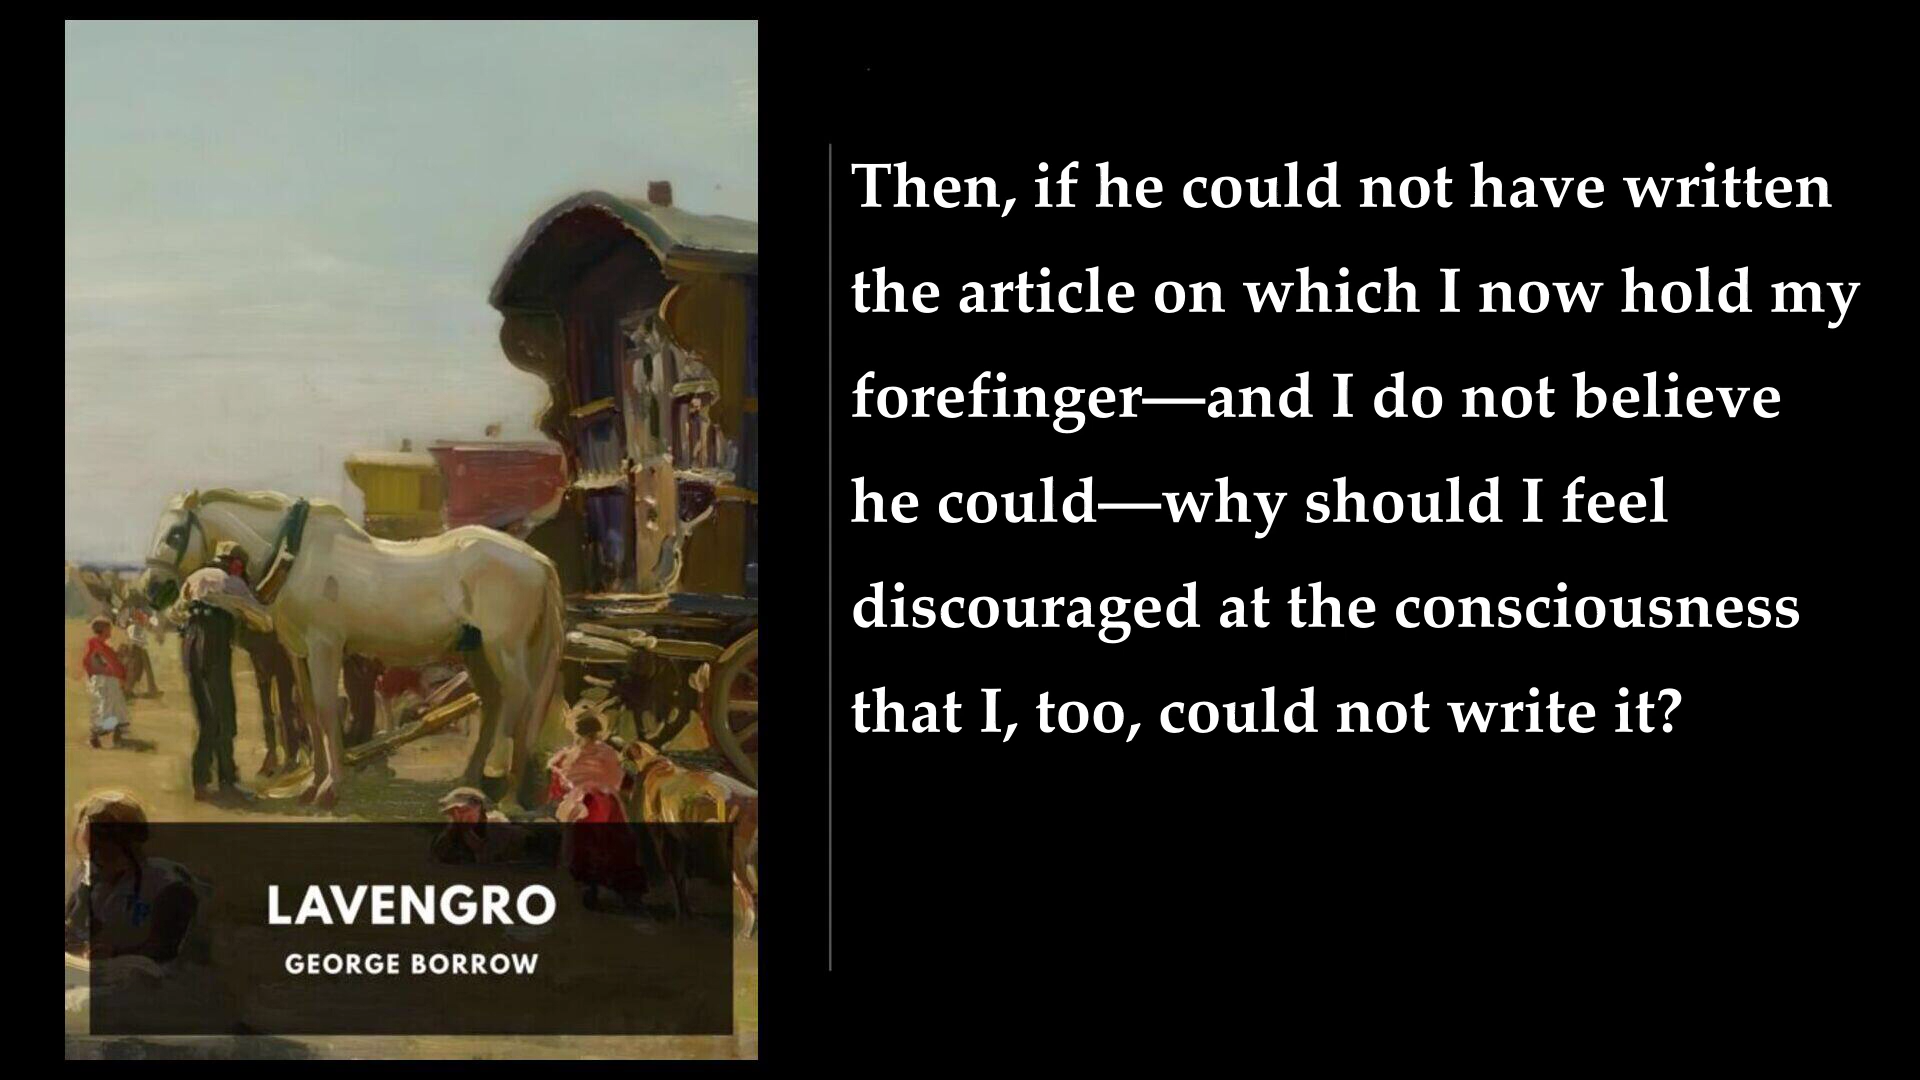 Then, if he could not have written
the article on which I now hold my
forefinger—and I do not believe
he could—why should I feel
discouraged at the consciousness
that I, too, could not write it?
LAVENGRO
GEORGE BORROW